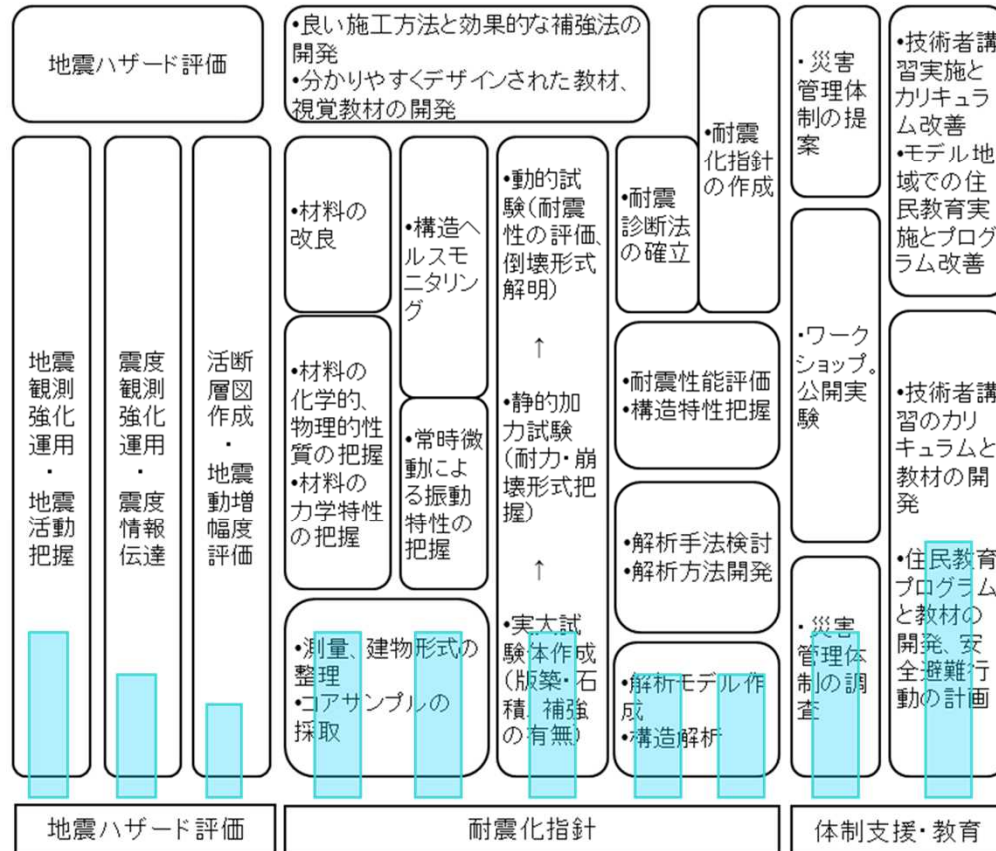 地震ハザード評価
•良い施工方法と効果的な補強法の
開発
•分かりやすくデザインされた教材、
視覚教材の開発
・災害
管理体
制の提
案
•技術者講
習実施と
カリキュラ
ム改善
•モデル地
域での住
民教育実
施とプログ
ラム改善
地震
観測
強化
運用
・
地震
活動
把握
震度
観測
強化
運用
・
震度
情報
伝達
活断
層図
作成
・
地震
動増
幅度
評価
•材料の
改良
•構造ヘ
ルスモ
ニタリン
グ
•動的試
験(耐震
性の評価、
倒壊形式
解明)
↑
•静的加
力試験
(耐力・崩
壊形式把
握)
↑
•実大試
験体作成
(版築・石
積、補強
の有無)
•耐震
診断法
の確立
•耐震
化指針
の作成
•材料の
化学的、
物理的性
質の把握
•材料の
力学特性
の把握
•常時微
動によ
る振動
特性の
把握
•耐震性能評価
•構造特性把握
•解析手法検討
•解析方法開発
•測量、建物形式の
整理
•コアサンプルの
採取
•解析モデル作
成
•構造解析
・ワーク
ショップ。
公開実
験
・災害
管理体
制の調
査
•技術者講
習のカリ
キュラムと
教材の開
発
•住民教育
プログラム
と教材の
開発、安
全避難行
動の計画
地震ハザード評価
耐震化指針
体制支援・教育